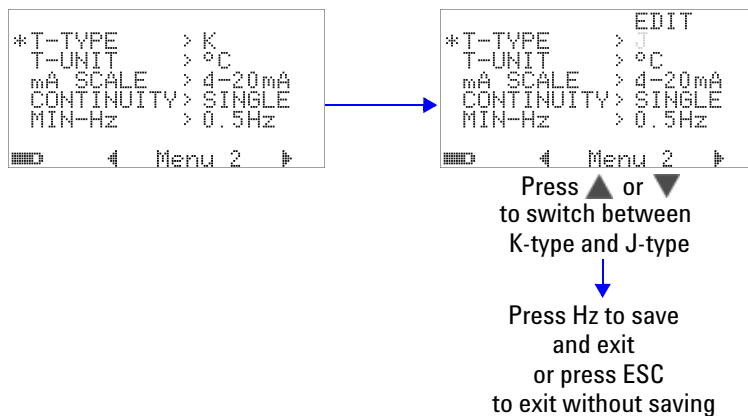 *T-TYPE > K
T-UNIT > °C
mA SCALE > 4-20mA
CONTINUITY> SINGLE
MIN-Hz > 0.5Hz
Menu 2
EDIT
*T-TYPE > J
T-UNIT > °C
mA SCALE > 4-20mA
CONTINUITY> SINGLE
MIN-Hz > 0.5Hz
Menu 2
Press ▲ or ▼
to switch between
K-type and J-type
Press Hz to save
and exit
or press ESC
to exit without saving